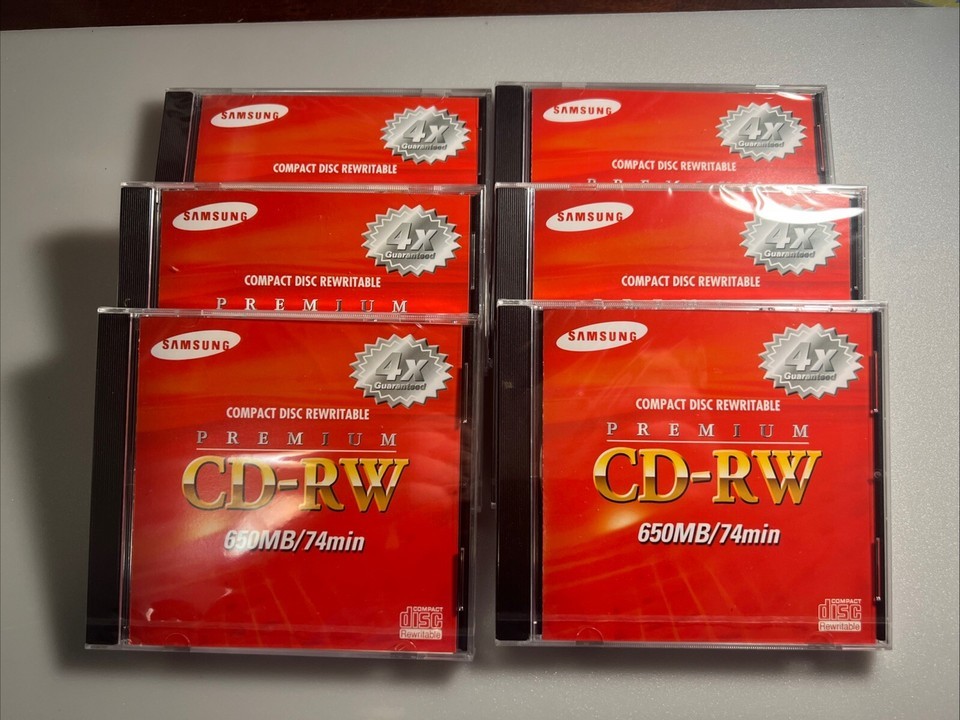 SAMSUNG
4x
Guaranteed
COMPACT DISC REWRITABLE
SAMSUNG
4x
Guaranteed
COMPACT DISC REWRITABLE
PREMIUM
SAMSUNG
4x
Guaranteed
COMPACT DISC REWRITABLE
PREMIUM
SAMSUNG
4x
Guaranteed
COMPACT DISC REWRITABLE
SAMSUNG
4x
Guaranteed
COMPACT DISC REWRITABLE
PREMIUM
CD-RW
650MB/74min
COMPACT
disc
Rewritable
SAMSUNG
4x
Guaranteed
COMPACT DISC REWRITABLE
PREMIUM
CD-RW
650MB/74min
COMPACT
disc
Rewritable